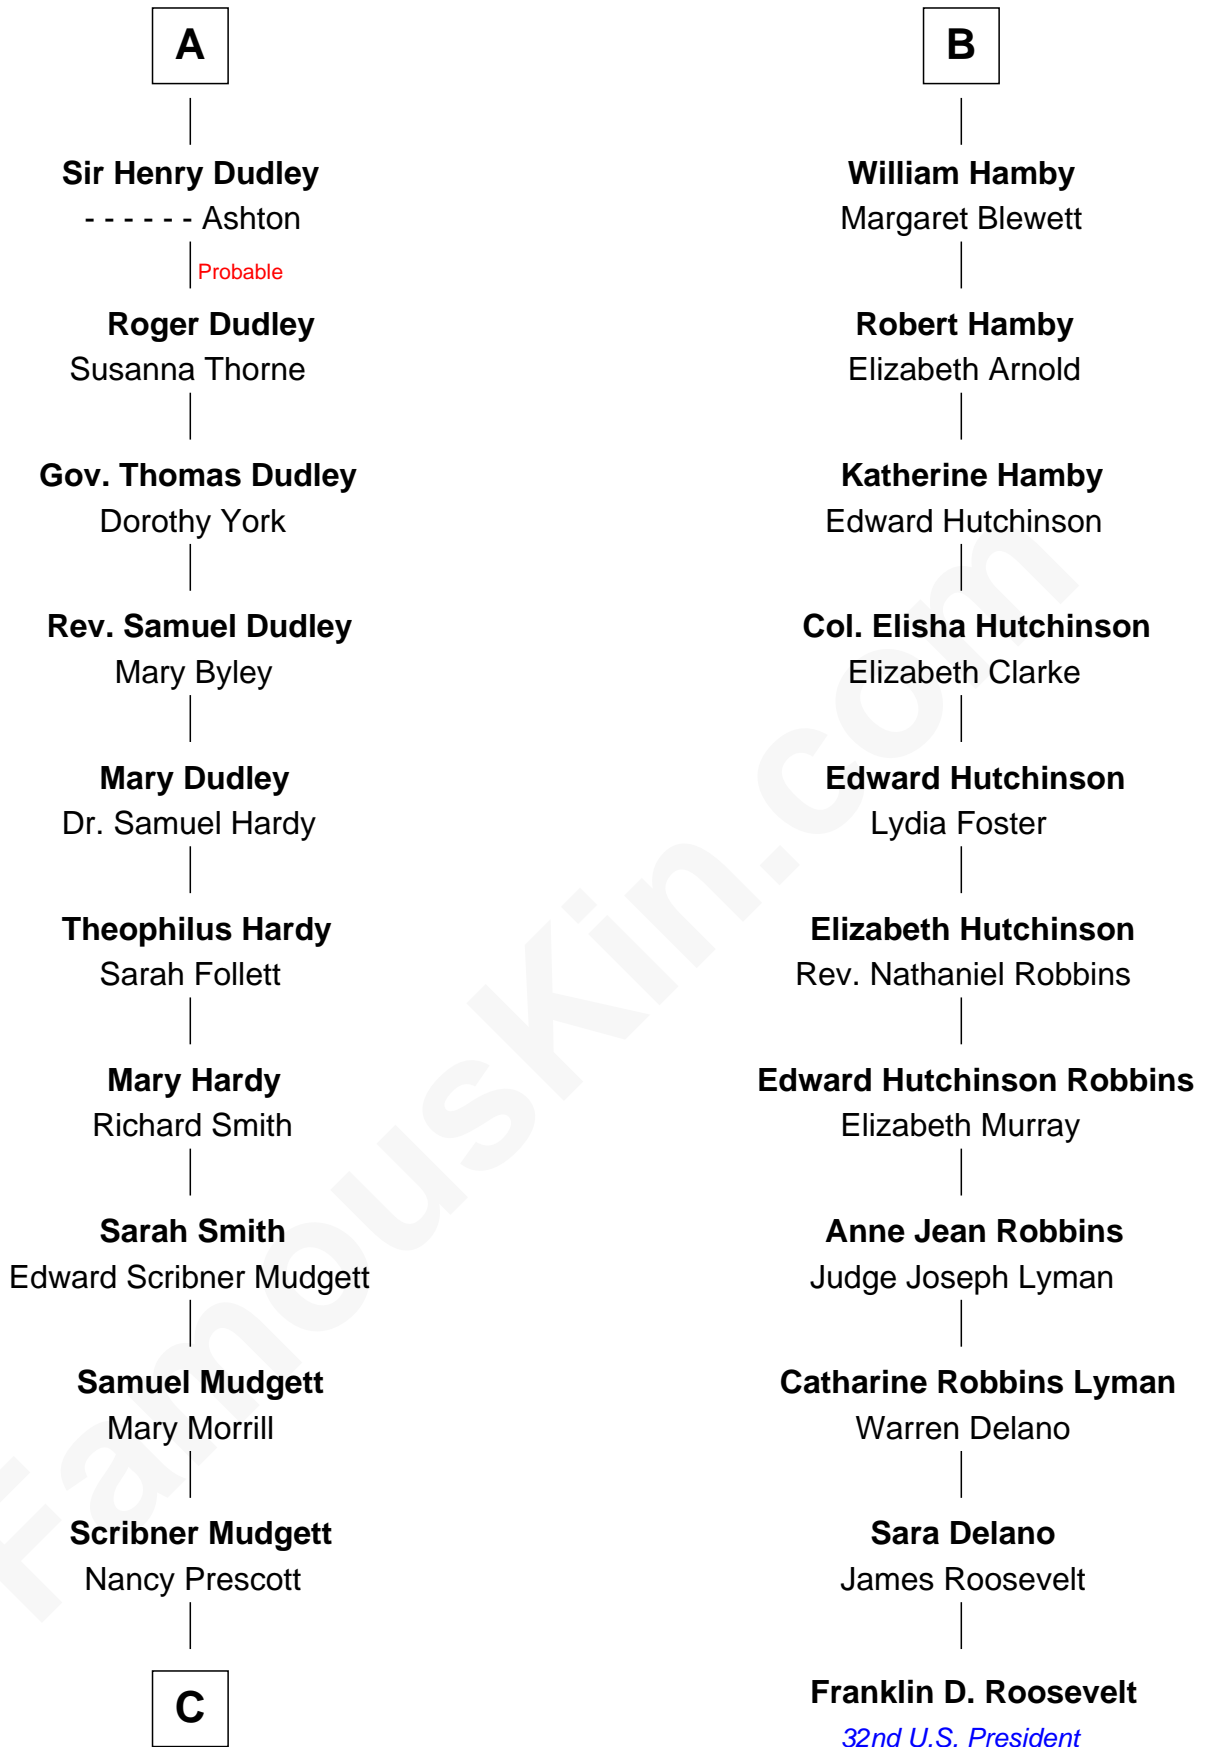 A
Sir Henry Dudley
- - - - - - Ashton
Probable
Roger Dudley
Susanna Thorne
Gov. Thomas Dudley
Dorothy York
Rev. Samuel Dudley
Mary Byley
Mary Dudley
Dr. Samuel Hardy
Theophilus Hardy
Sarah Follett
Mary Hardy
Richard Smith
Sarah Smith
Edward Scribner Mudgett
Samuel Mudgett
Mary Morrill
Scribner Mudgett
Nancy Prescott
C
B
William Hamby
Margaret Blewett
Robert Hamby
Elizabeth Arnold
Katherine Hamby
Edward Hutchinson
Col. Elisha Hutchinson
Elizabeth Clarke
Edward Hutchinson
Lydia Foster
Elizabeth Hutchinson
Rev. Nathaniel Robbins
Edward Hutchinson Robbins
Elizabeth Murray
Anne Jean Robbins
Judge Joseph Lyman
Catharine Robbins Lyman
Warren Delano
Sara Delano
James Roosevelt
Franklin D. Roosevelt
32nd U.S. President
FamousKin.com